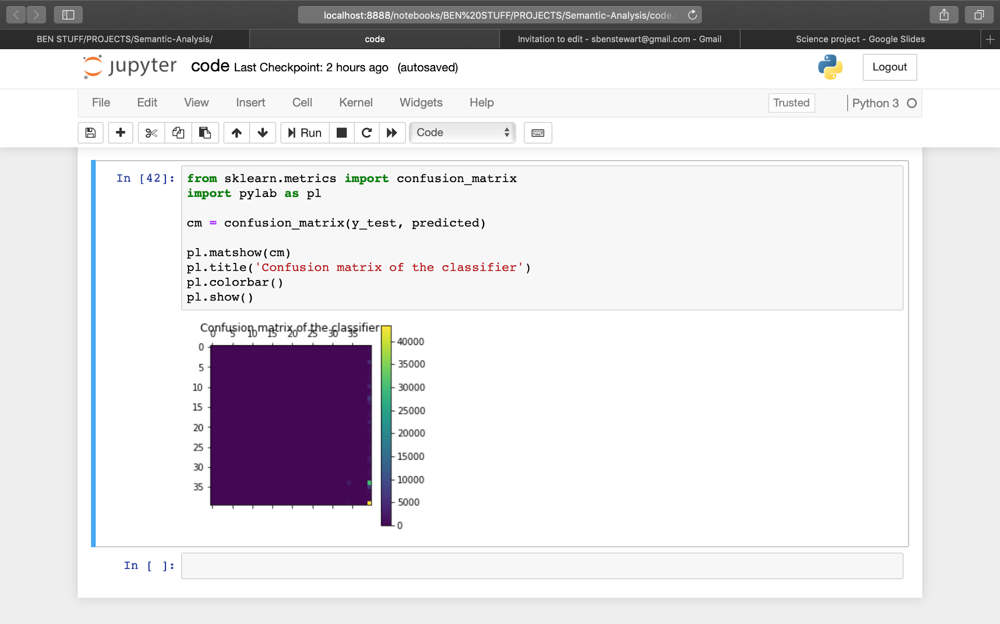 localhost:8888/notebooks/BEN%20STUFF/PROJECTS/Semantic-Analysis/code.i
BEN STUFF/PROJECTS/Semantic-Analysis/
code
Invitation to edit - sbenstewart@gmail.com - Gmail
Science project - Google Slides
jupyter code Last Checkpoint: 2 hours ago (autosaved)
Logout
File Edit View Insert Cell Kernel Widgets Help
Trusted
Python 3
Run
Code
In [42]:
from sklearn.metrics import confusion_matrix
import pylab as pl
cm = confusion_matrix(y_test, predicted)
pl.matshow(cm)
pl.title('Confusion matrix of the classifier')
pl.colorbar()
pl.show()
Confusion matrix of the classifier
0 5 10 15 20 25 30 35
0
5
10
15
20
25
30
35
40000
35000
30000
25000
20000
15000
10000
5000
0
In [ ]: